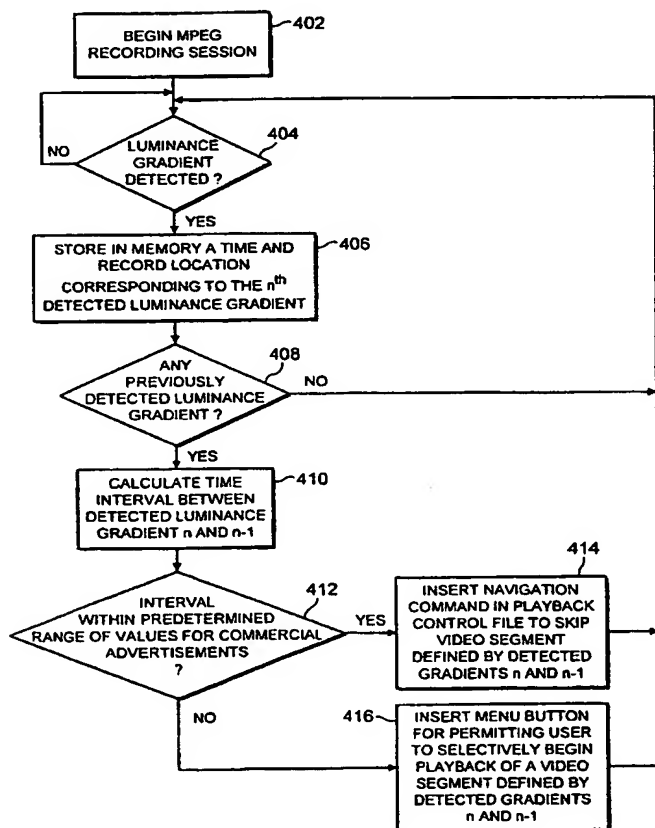 BEGIN MPEG
RECORDING SESSION
402
NO
LUMINANCE
GRADIENT
DETECTED ?
404
YES
STORE IN MEMORY A TIME AND
RECORD LOCATION
CORRESPONDING TO THE nth
DETECTED LUMINANCE GRADIENT
406
ANY
PREVIOUSLY
DETECTED LUMINANCE
GRADIENT ?
408
NO
YES
CALCULATE TIME
INTERVAL BETWEEN
DETECTED LUMINANCE
GRADIENT n AND n-1
410
INTERVAL
WITHIN PREDETERMINED
RANGE OF VALUES FOR COMMERCIAL
ADVERTISEMENTS
?
412
YES
414
INSERT NAVIGATION
COMMAND IN PLAYBACK
CONTROL FILE TO SKIP
VIDEO SEGMENT
DEFINED BY DETECTED
GRADIENTS n AND n-1
NO
416
INSERT MENU BUTTON
FOR PERMITTING USER
TO SELECTIVELY BEGIN
PLAYBACK OF A VIDEO
SEGMENT DEFINED BY
DETECTED GRADIENTS
n AND n-1